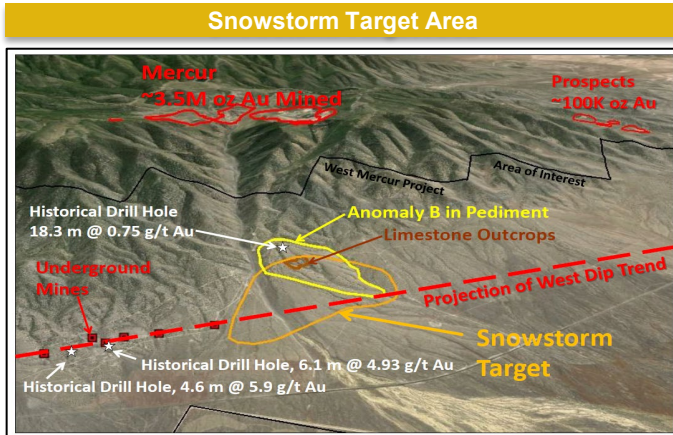 Snowstorm Target Area
Mercur
~3.5M oz Au Mined
Prospects
~100K oz Au
West Mercur Project
Area of Interest
Historical Drill Hole
18.3 m @ 0.75 g/t Au
Anomaly B in Pediment
Limestone Outcrops
Underground
Mines
Projection of West Dip Trend
Snowstorm
Target
Historical Drill Hole, 6.1 m @ 4.93 g/t Au
Historical Drill Hole, 4.6 m @ 5.9 g/t Au